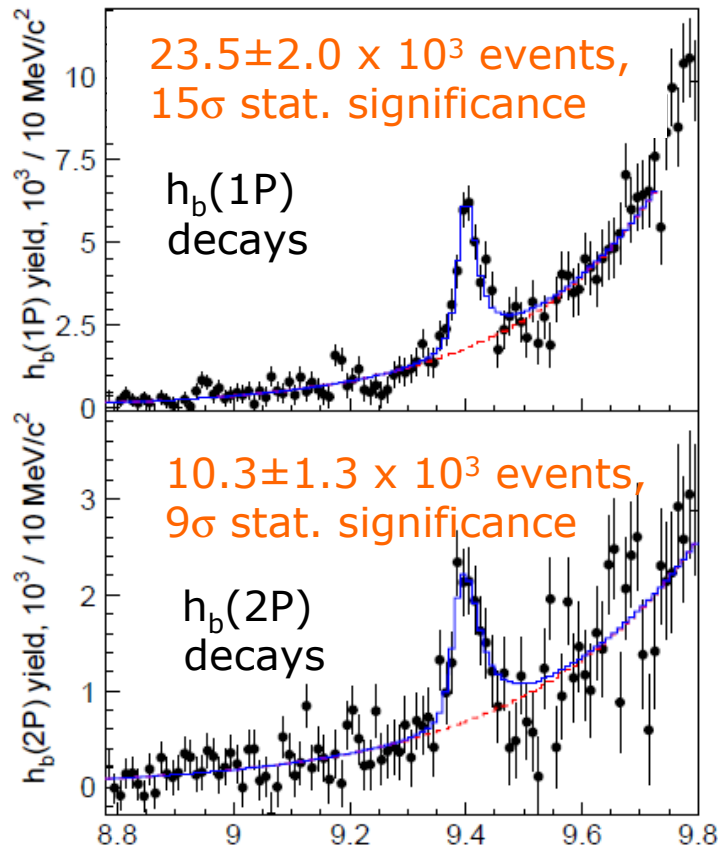 h_b(1P) yield, 10³ / 10 MeV/c²
10
7.5
5
2.5
0
23.5±2.0 x 10³ events,
15σ stat. significance
h_b(1P)
decays
h_b(2P) yield, 10³ / 10 MeV/c²
3
2
1
0
10.3±1.3 x 10³ events,
9σ stat. significance
h_b(2P)
decays
8.8
9
9.2
9.4
9.6
9.8